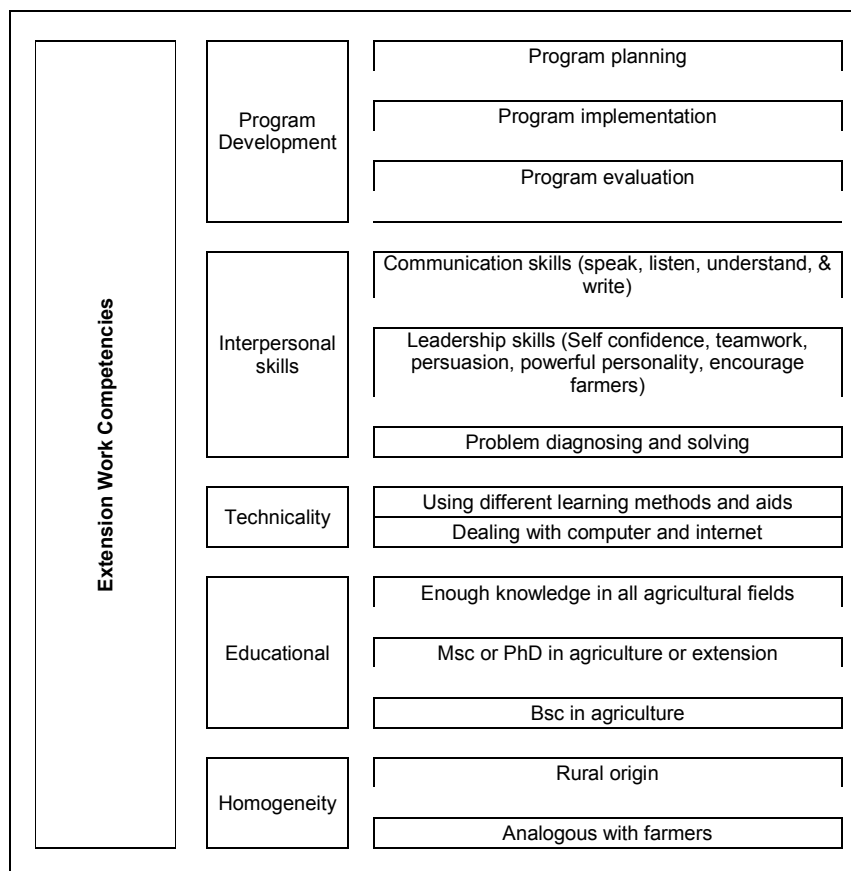 Extension Work Competencies
Program
Development
Program planning
Program implementation
Program evaluation
Interpersonal
skills
Communication skills (speak, listen, understand, &
write)
Leadership skills (Self confidence, teamwork,
persuasion, powerful personality, encourage
farmers)
Problem diagnosing and solving
Technicality
Using different learning methods and aids
Dealing with computer and internet
Educational
Enough knowledge in all agricultural fields
Msc or PhD in agriculture or extension
Bsc in agriculture
Homogeneity
Rural origin
Analogous with farmers